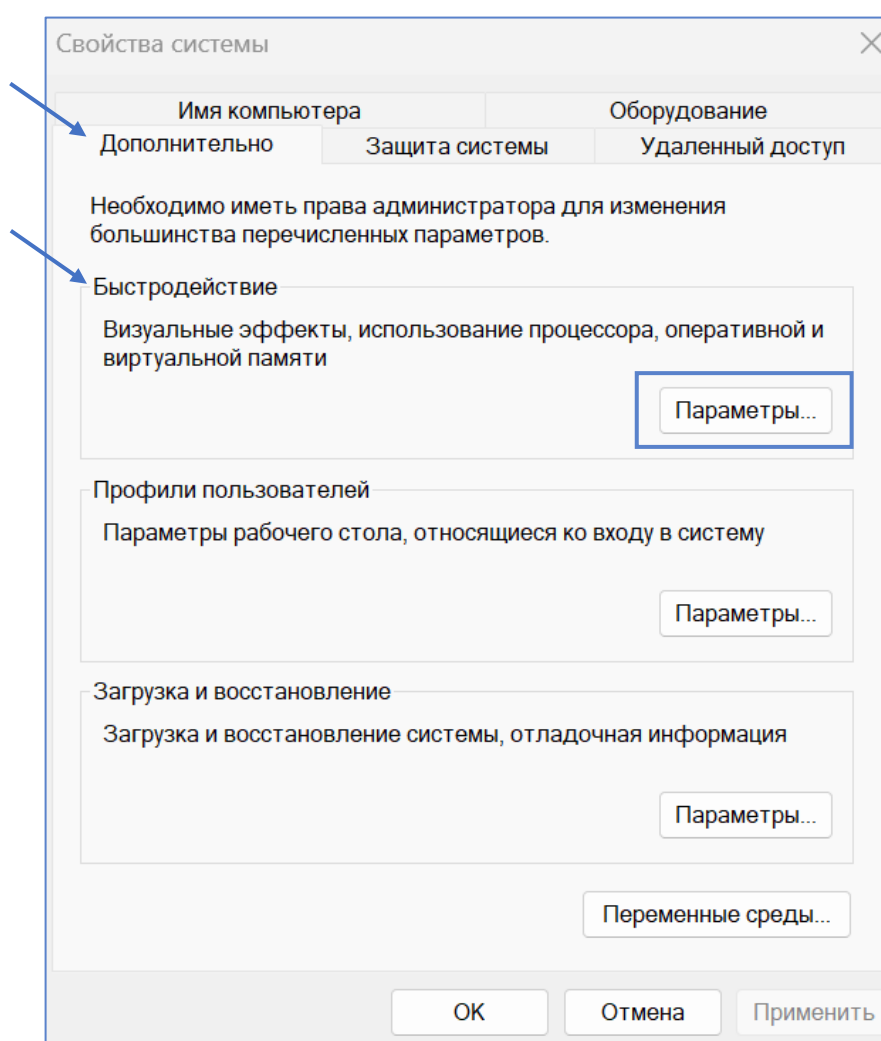 Свойства системы
Имя компьютера
Оборудование
Дополнительно
Защита системы
Удаленный доступ
Необходимо иметь права администратора для изменения
большинства перечисленных параметров.
Быстродействие
Визуальные эффекты, использование процессора, оперативной и
виртуальной памяти
Параметры...
Профили пользователей
Параметры рабочего стола, относящиеся ко входу в систему
Параметры...
Загрузка и восстановление
Загрузка и восстановление системы, отладочная информация
Параметры...
Переменные среды...
ОК
Отмена
Применить